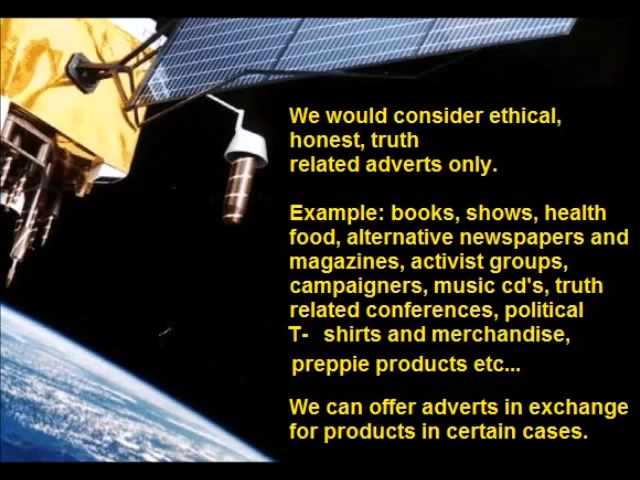 We would consider ethical,
honest, truth
related adverts only.
Example: books, shows, health
food, alternative newspapers and
magazines, activist groups,
campaigners, music cd's, truth
related conferences, political
T- shirts and merchandise,
preppie products etc...
We can offer adverts in exchange
for products in certain cases.